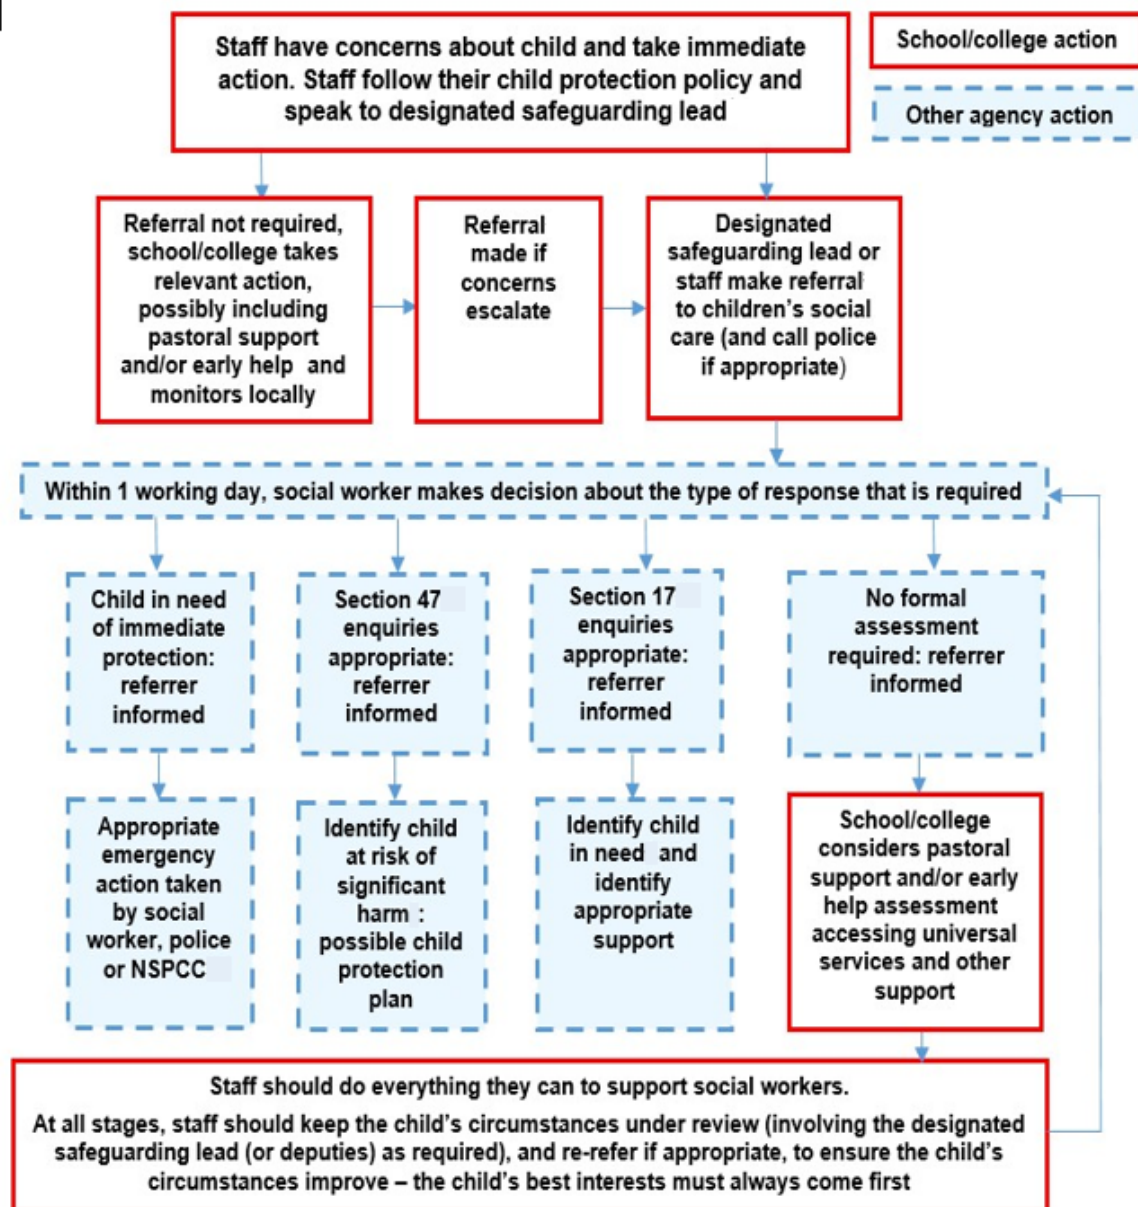 Staff have concerns about child and take immediate
action. Staff follow their child protection policy and
speak to designated safeguarding lead
School/college action
Other agency action
Referral not required,
school/college takes
relevant action,
possibly including
pastoral support
and/or early help and
monitors locally
Referral
made if
concerns
escalate
Designated
safeguarding lead or
staff make referral
to children's social
care (and call police
if appropriate)
Within 1 working day, social worker makes decision about the type of response that is required
Child in need
of immediate
protection:
referrer
informed
Section 47
enquiries
appropriate:
referrer
informed
Section 17
enquiries
appropriate:
referrer
informed
No formal
assessment
required: referrer
informed
Appropriate
emergency
action taken
by social
worker, police
or NSPCC
Identify child
at risk of
significant
harm :
possible child
protection
plan
Identify child
in need and
identify
appropriate
support
School/college
considers pastoral
support and/or early
help assessment
accessing universal
services and other
support
Staff should do everything they can to support social workers.
At all stages, staff should keep the child's circumstances under review (involving the designated
safeguarding lead (or deputies) as required), and re-refer if appropriate, to ensure the child's
circumstances improve – the child's best interests must always come first